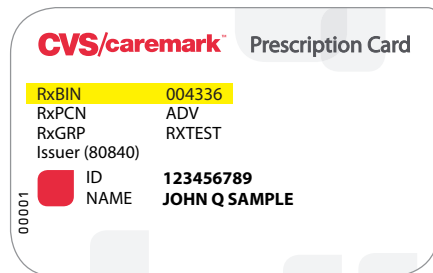 CVS/caremark™ Prescription Card
RxBIN 004336
RxPCN ADV
RxGRP RXTEST
Issuer (80840)
ID 123456789
NAME JOHN Q SAMPLE
00001